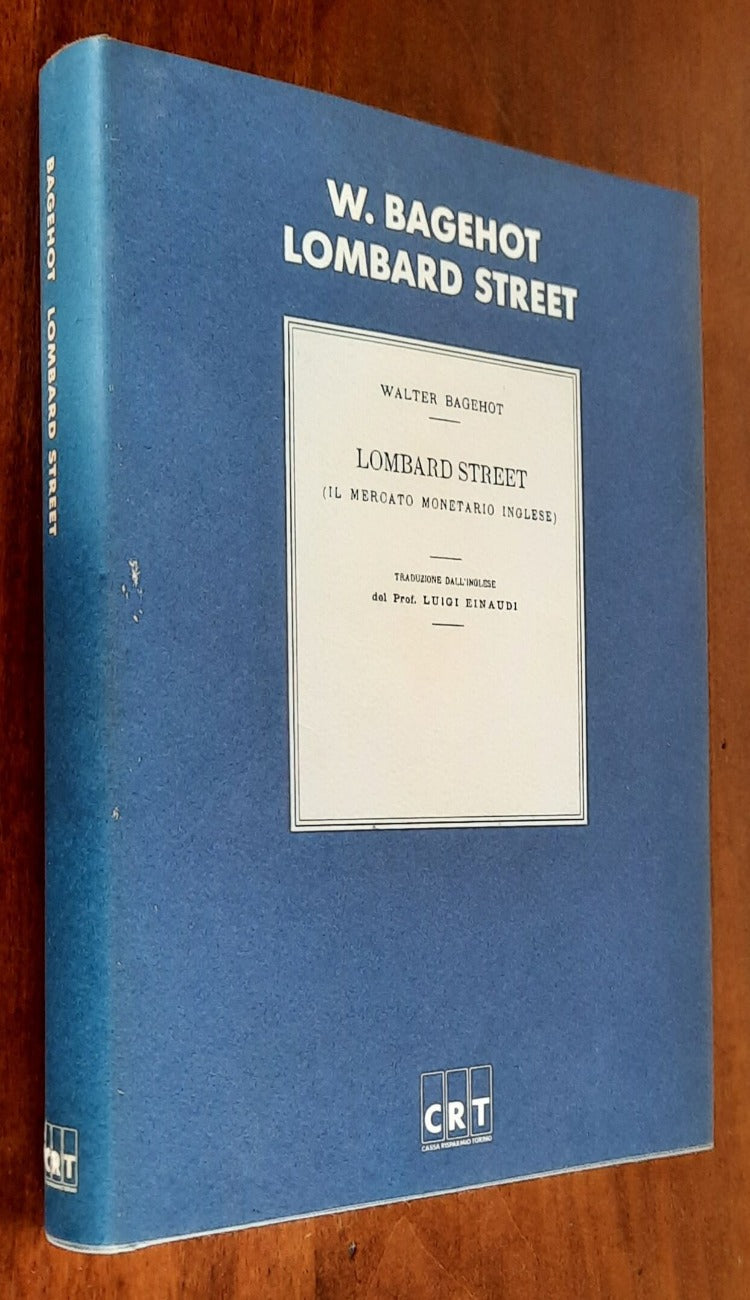 BAGEHOT LOMBARD STREET
CRT
W. BAGEHOT
LOMBARD STREET
WALTER BAGEHOT
LOMBARD STREET
(IL MERCATO MONETARIO INGLESE)
TRADUZIONE DALL'INGLESE
del Prof. LUIGI EINAUDI
CRT
CASSA RISPARMIO TORINO